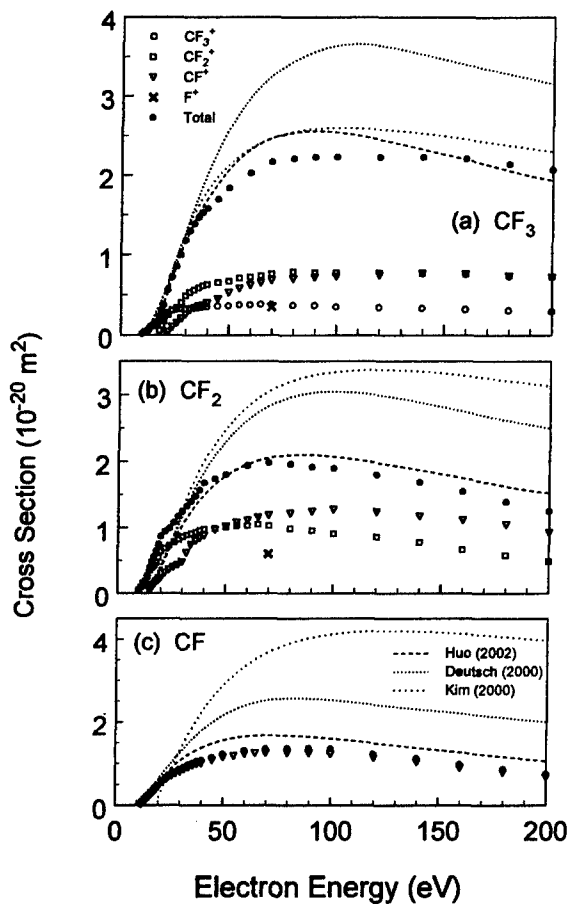 4
3
2
1
0
CF₃⁺
CF₂⁺
CF⁺
F⁺
Total
(a) CF₃
3
2
1
0
(b) CF₂
4
2
0
(c) CF
Huo (2002)
Deutsch (2000)
Kim (2000)
0 50 100 150 200
Cross Section (10⁻²⁰ m²)
Electron Energy (eV)